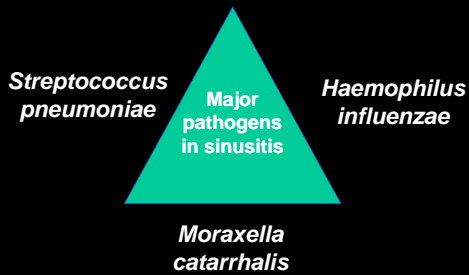 Streptococcus
pneumoniae
Major
pathogens
in sinusitis
Haemophilus
influenzae
Moraxella
catarrhalis